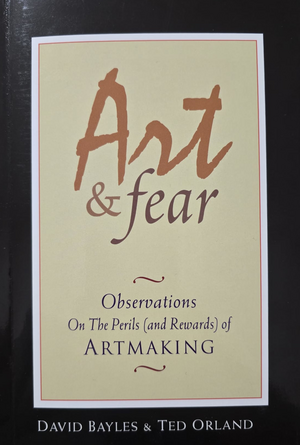 Art
& fear
Observations
On The Perils (and Rewards) of
ARTMAKING
DAVID BAYLES & TED ORLAND